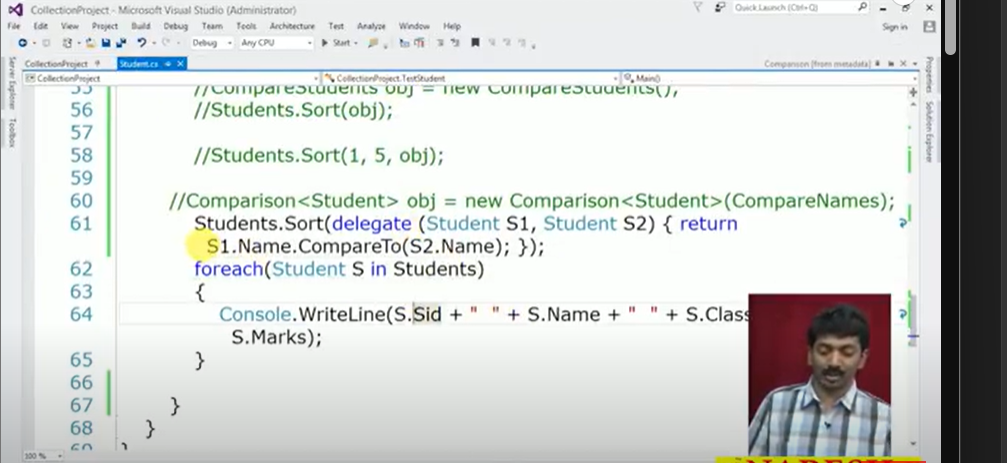 CollectionProject - Microsoft Visual Studio (Administrator)
Quick Launch (Ctrl+Q)
File Edit View Project Build Debug Team Tools Architecture Test Analyze Window Help
Sign in
Debug Any CPU Start
CollectionProject Student.cs Comparison [from metadata]
CollectionProject CollectionProject.TestStudent Main()
Server Explorer Toolbox
Properties Solution Explorer
55 //CompareStudents obj = new CompareStudents();
56 //Students.Sort(obj);
57
58 //Students.Sort(1, 5, obj);
59
60 //Comparison<Student> obj = new Comparison<Student>(CompareNames);
61 Students.Sort(delegate (Student S1, Student S2) { return
S1.Name.CompareTo(S2.Name); });
62 foreach(Student S in Students)
63 {
64 Console.WriteLine(S.Sid + " " + S.Name + " " + S.Class
S.Marks);
65 }
66
67 }
68 }
69 }
100 %
NARESH